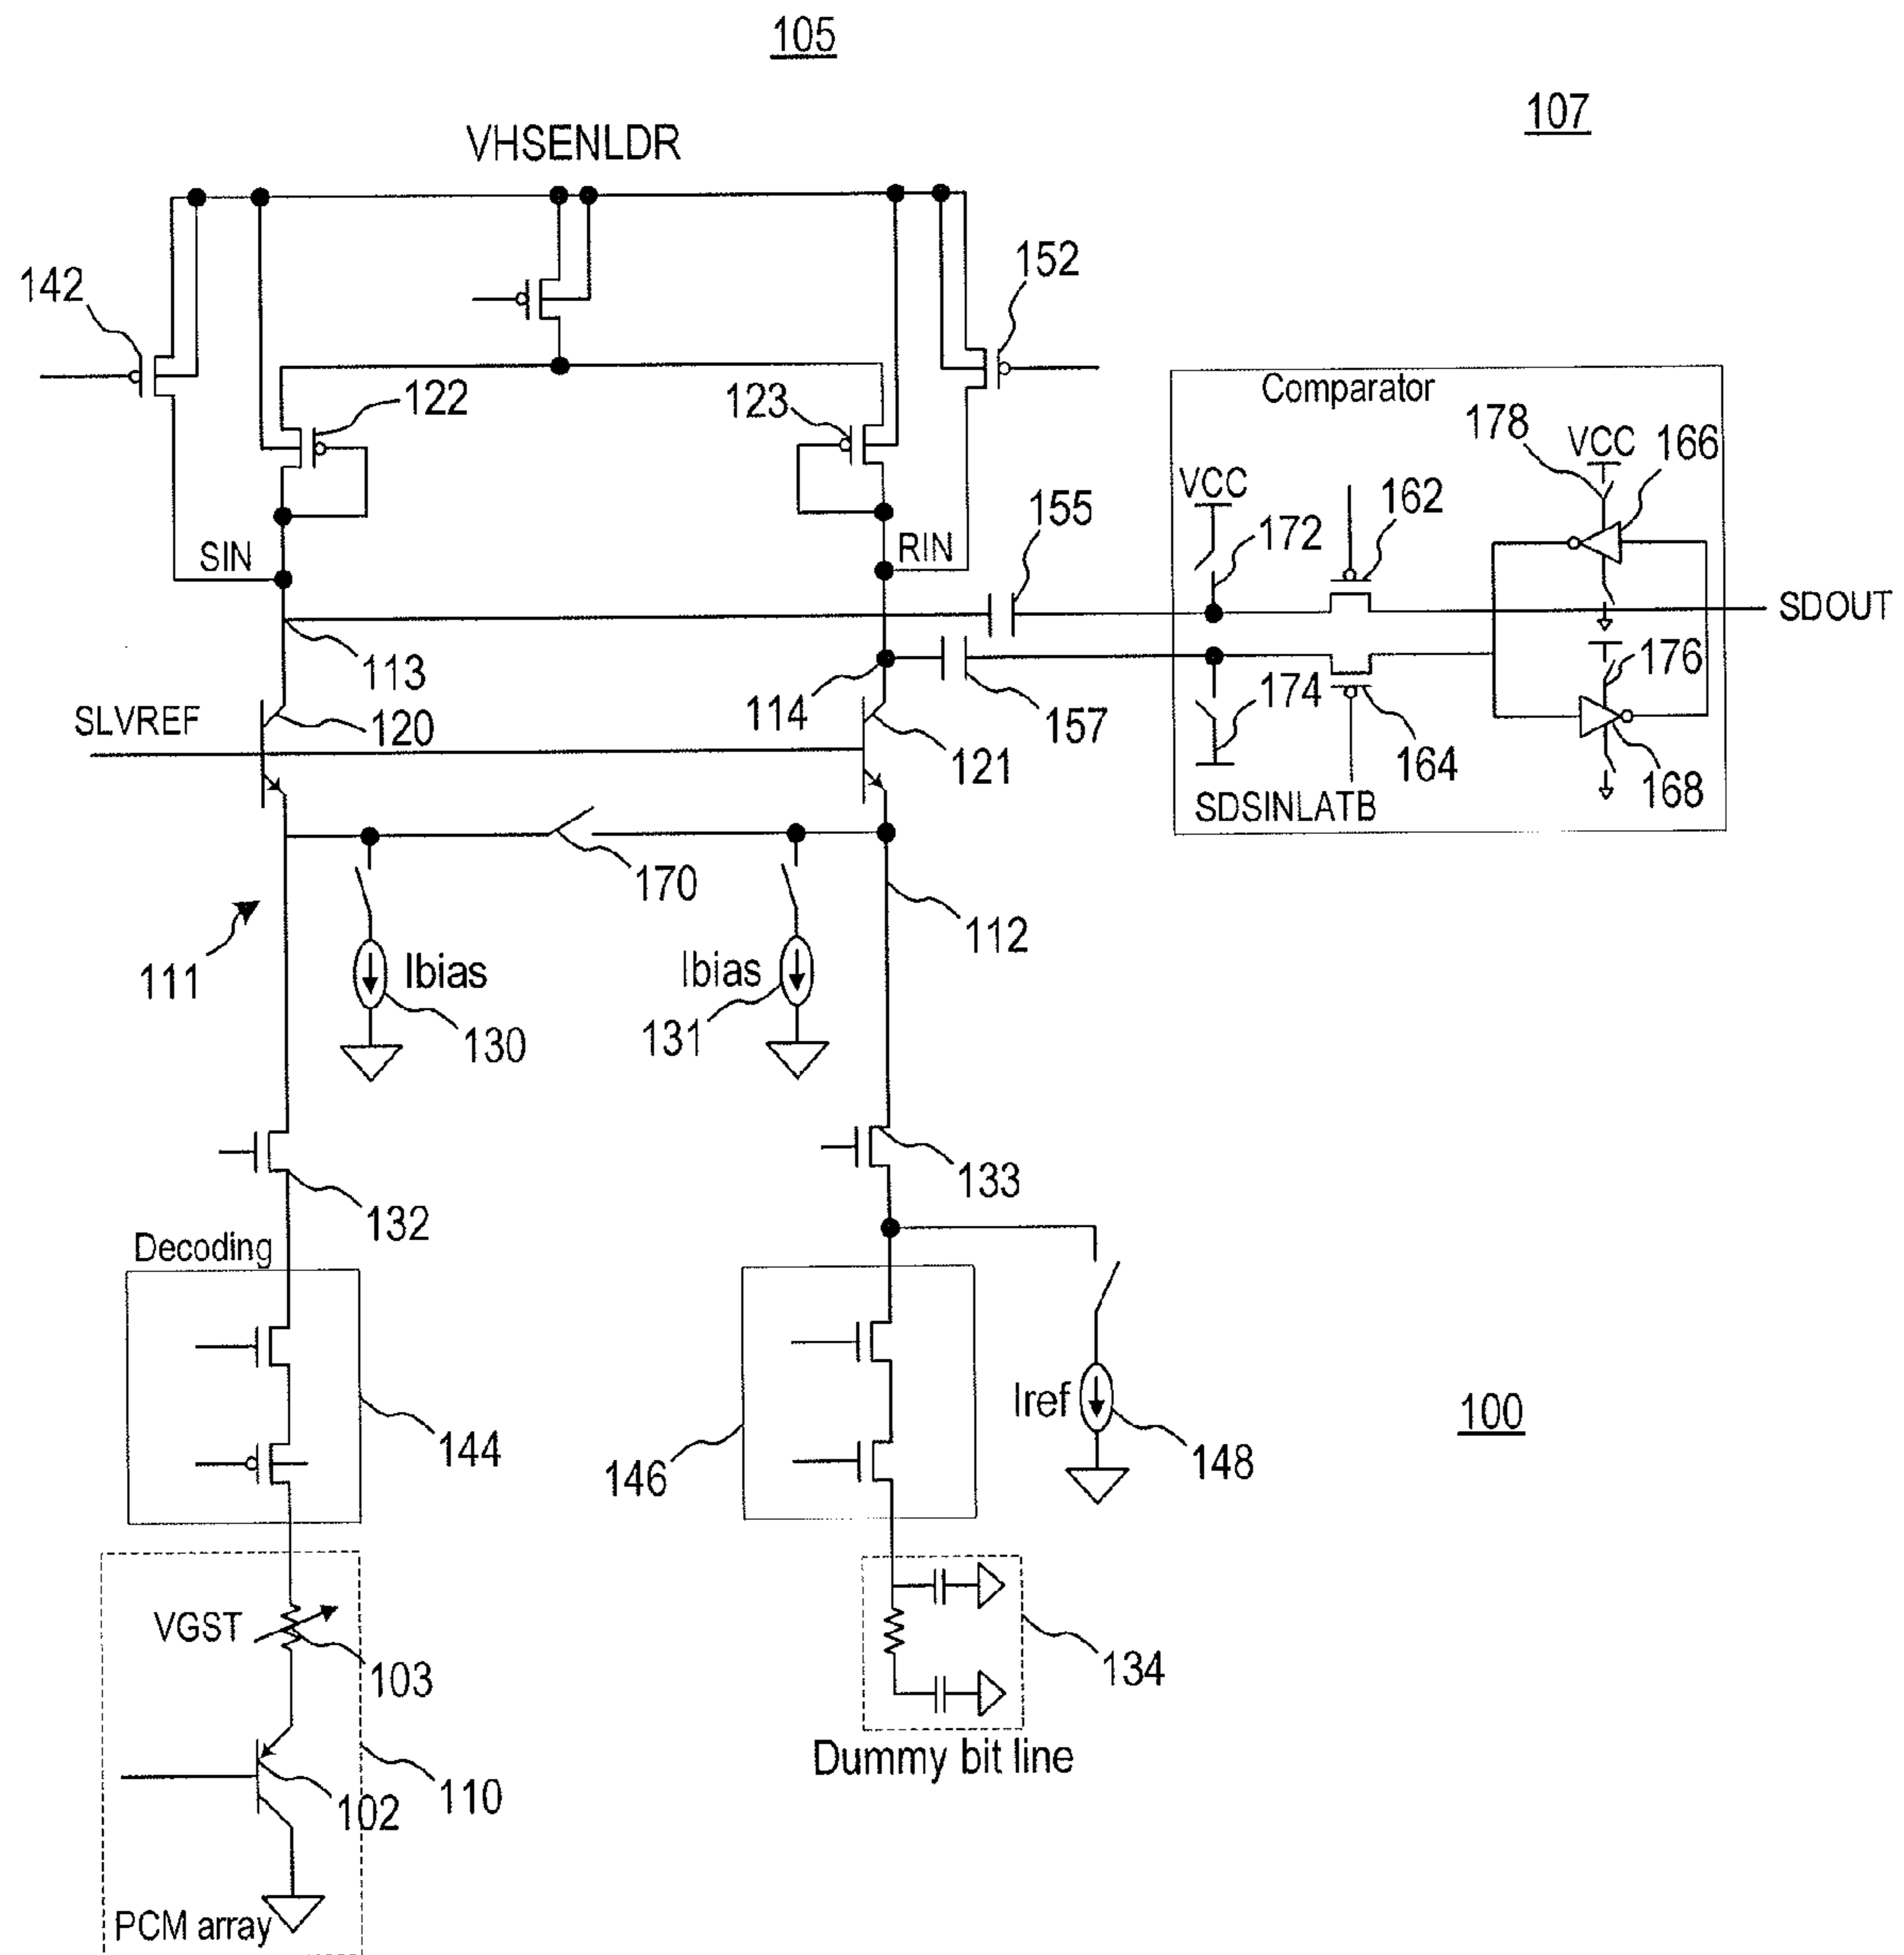 105
107
VHSENLDR
142
152
122
123
Comparator
178
VCC
166
VCC
162
155
172
SIN
RIN
SDOUT
113
114
176
SLVREF
120
157
174
121
164
168
SDSINLATB
170
112
111
Ibias
Ibias
130
131
133
132
Decoding
144
146
Iref
148
100
VGST
103
134
Dummy bit line
102
110
PCM array